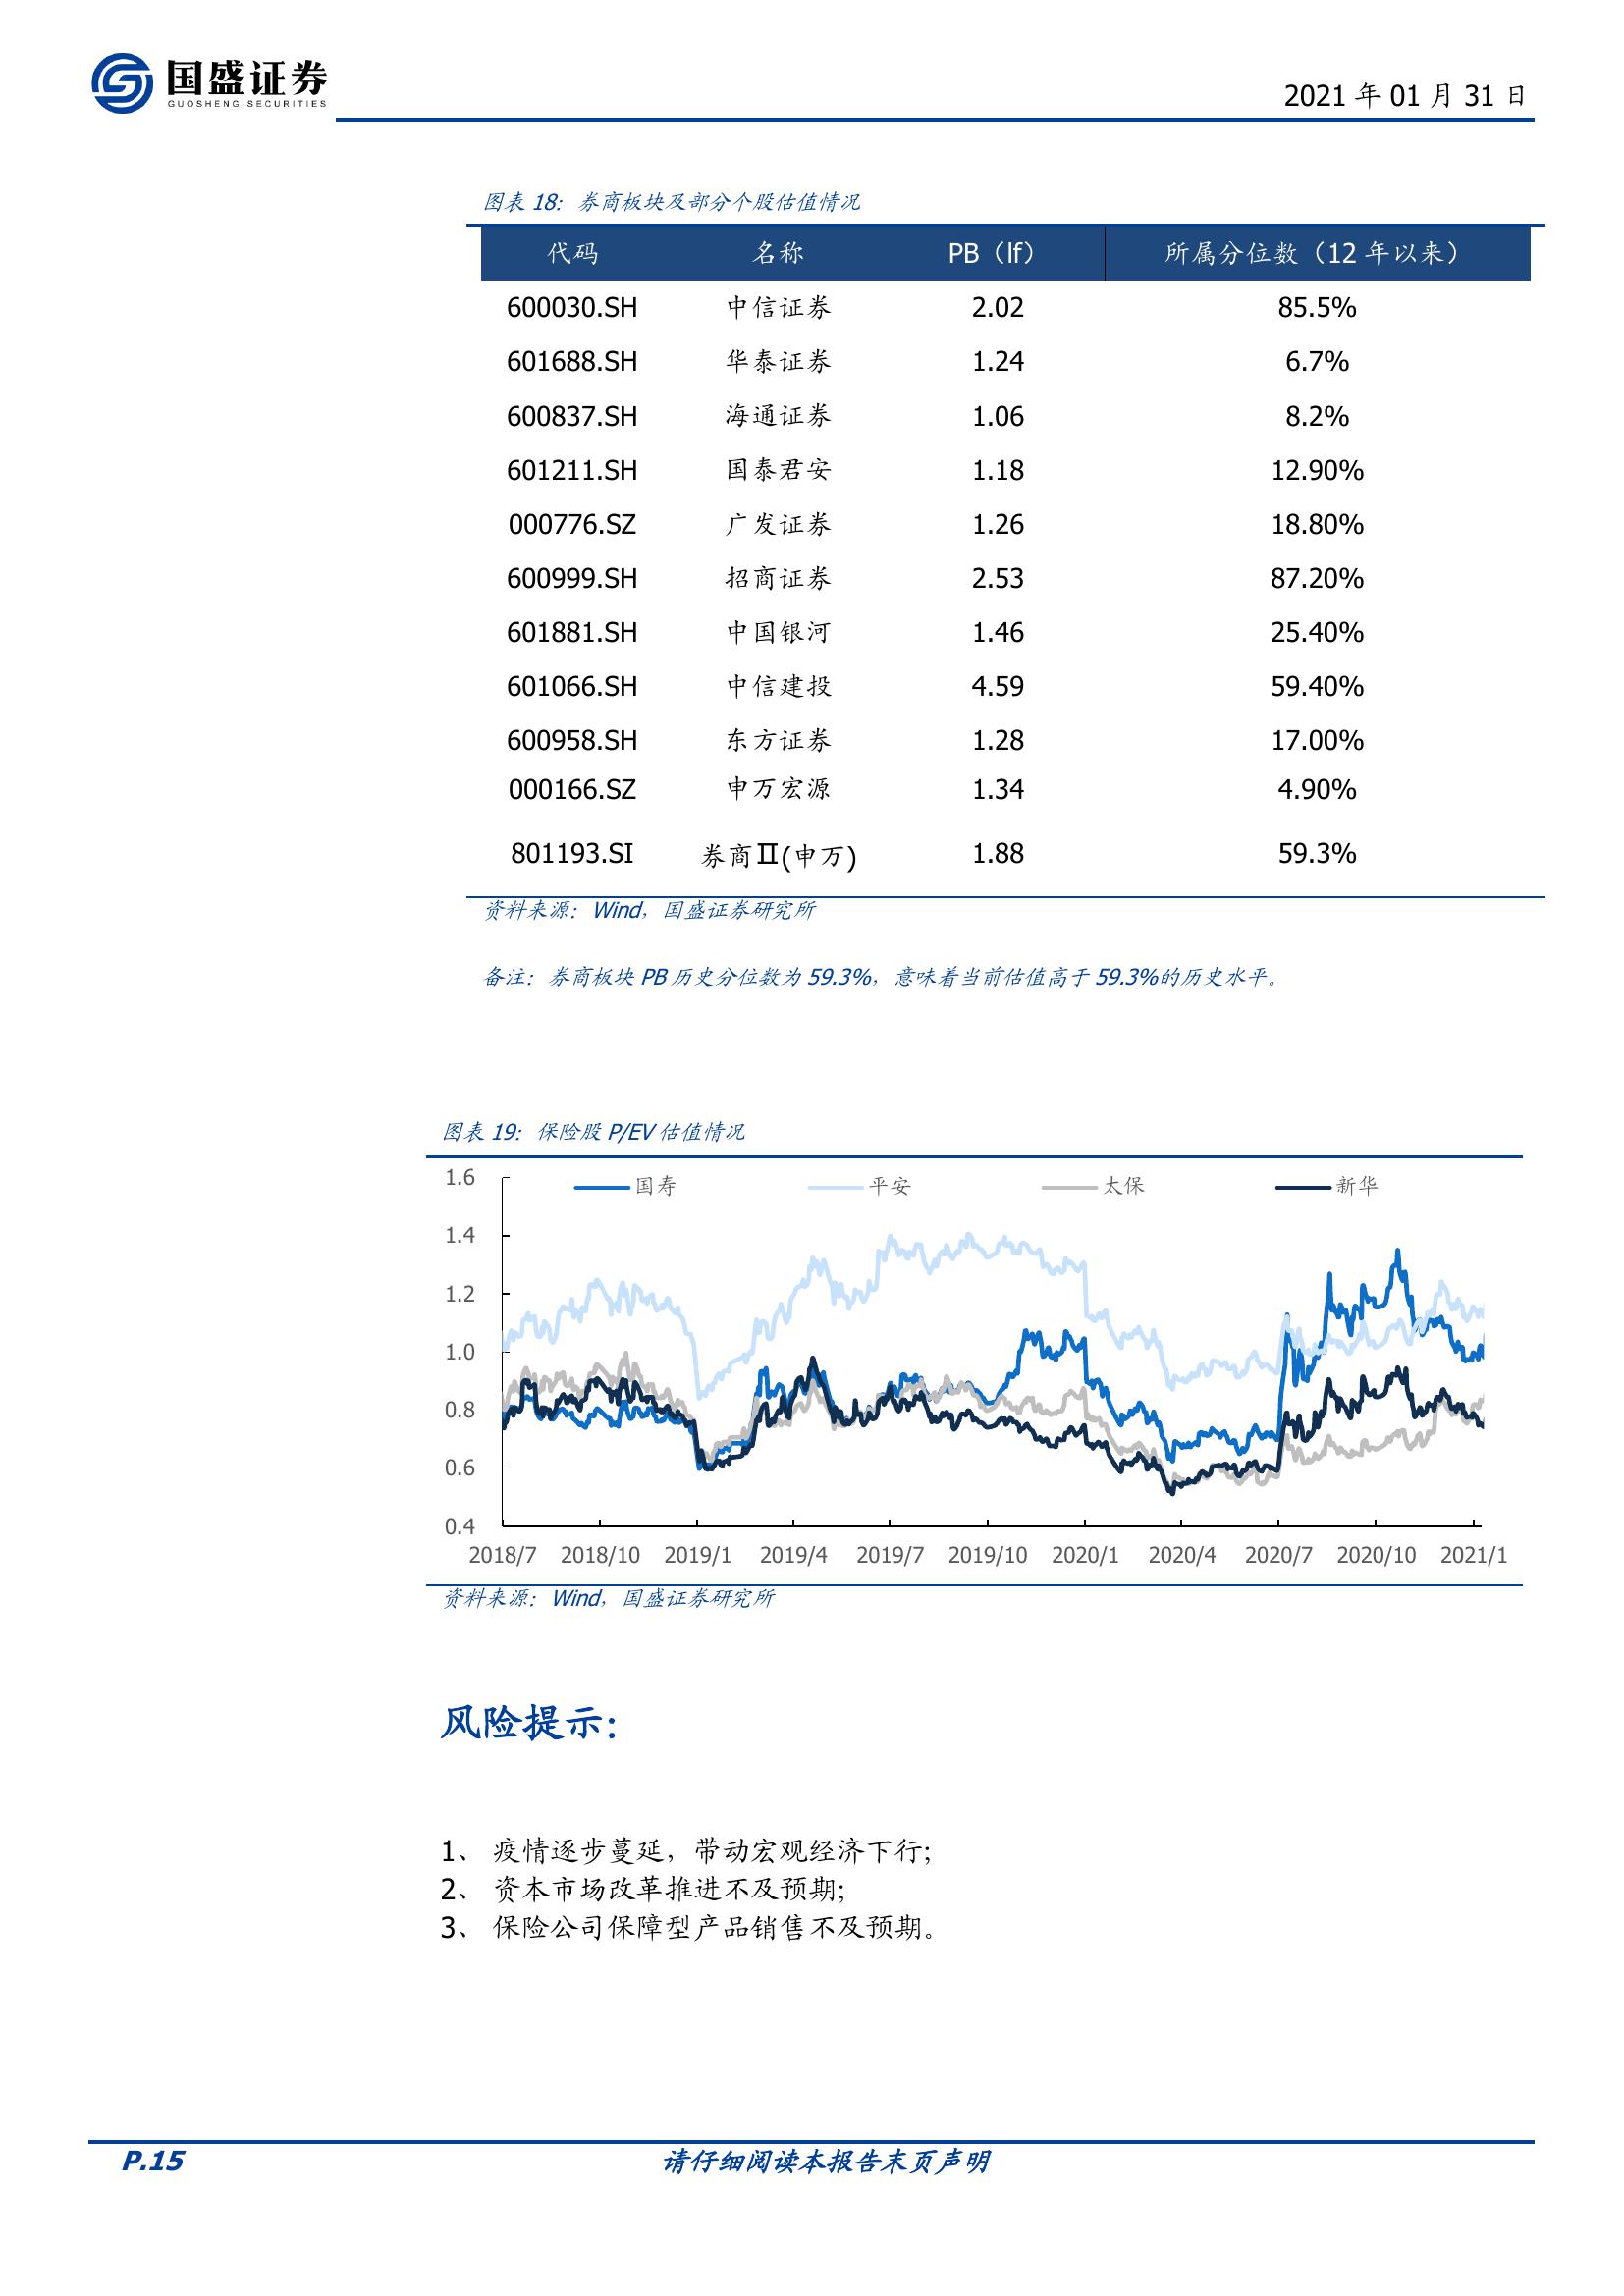 国盛证券
GUOSHENG SECURITIES
2021 年 01 月 31 日
图表 18：券商板块及部分个股估值情况
代码 名称 PB（lf） 所属分位数（12 年以来）
600030.SH 中信证券 2.02 85.5%
601688.SH 华泰证券 1.24 6.7%
600837.SH 海通证券 1.06 8.2%
601211.SH 国泰君安 1.18 12.90%
000776.SZ 广发证券 1.26 18.80%
600999.SH 招商证券 2.53 87.20%
601881.SH 中国银河 1.46 25.40%
601066.SH 中信建投 4.59 59.40%
600958.SH 东方证券 1.28 17.00%
000166.SZ 申万宏源 1.34 4.90%
801193.SI 券商Ⅱ(申万) 1.88 59.3%
资料来源：Wind，国盛证券研究所
备注：券商板块 PB 历史分位数为 59.3%，意味着当前估值高于 59.3%的历史水平。
图表 19：保险股 P/EV 估值情况
国寿 平安 太保 新华
1.6
1.4
1.2
1.0
0.8
0.6
0.4
2018/7 2018/10 2019/1 2019/4 2019/7 2019/10 2020/1 2020/4 2020/7 2020/10 2021/1
资料来源：Wind，国盛证券研究所
风险提示：
1、 疫情逐步蔓延，带动宏观经济下行;
2、 资本市场改革推进不及预期;
3、 保险公司保障型产品销售不及预期。
P.15 请仔细阅读本报告末页声明